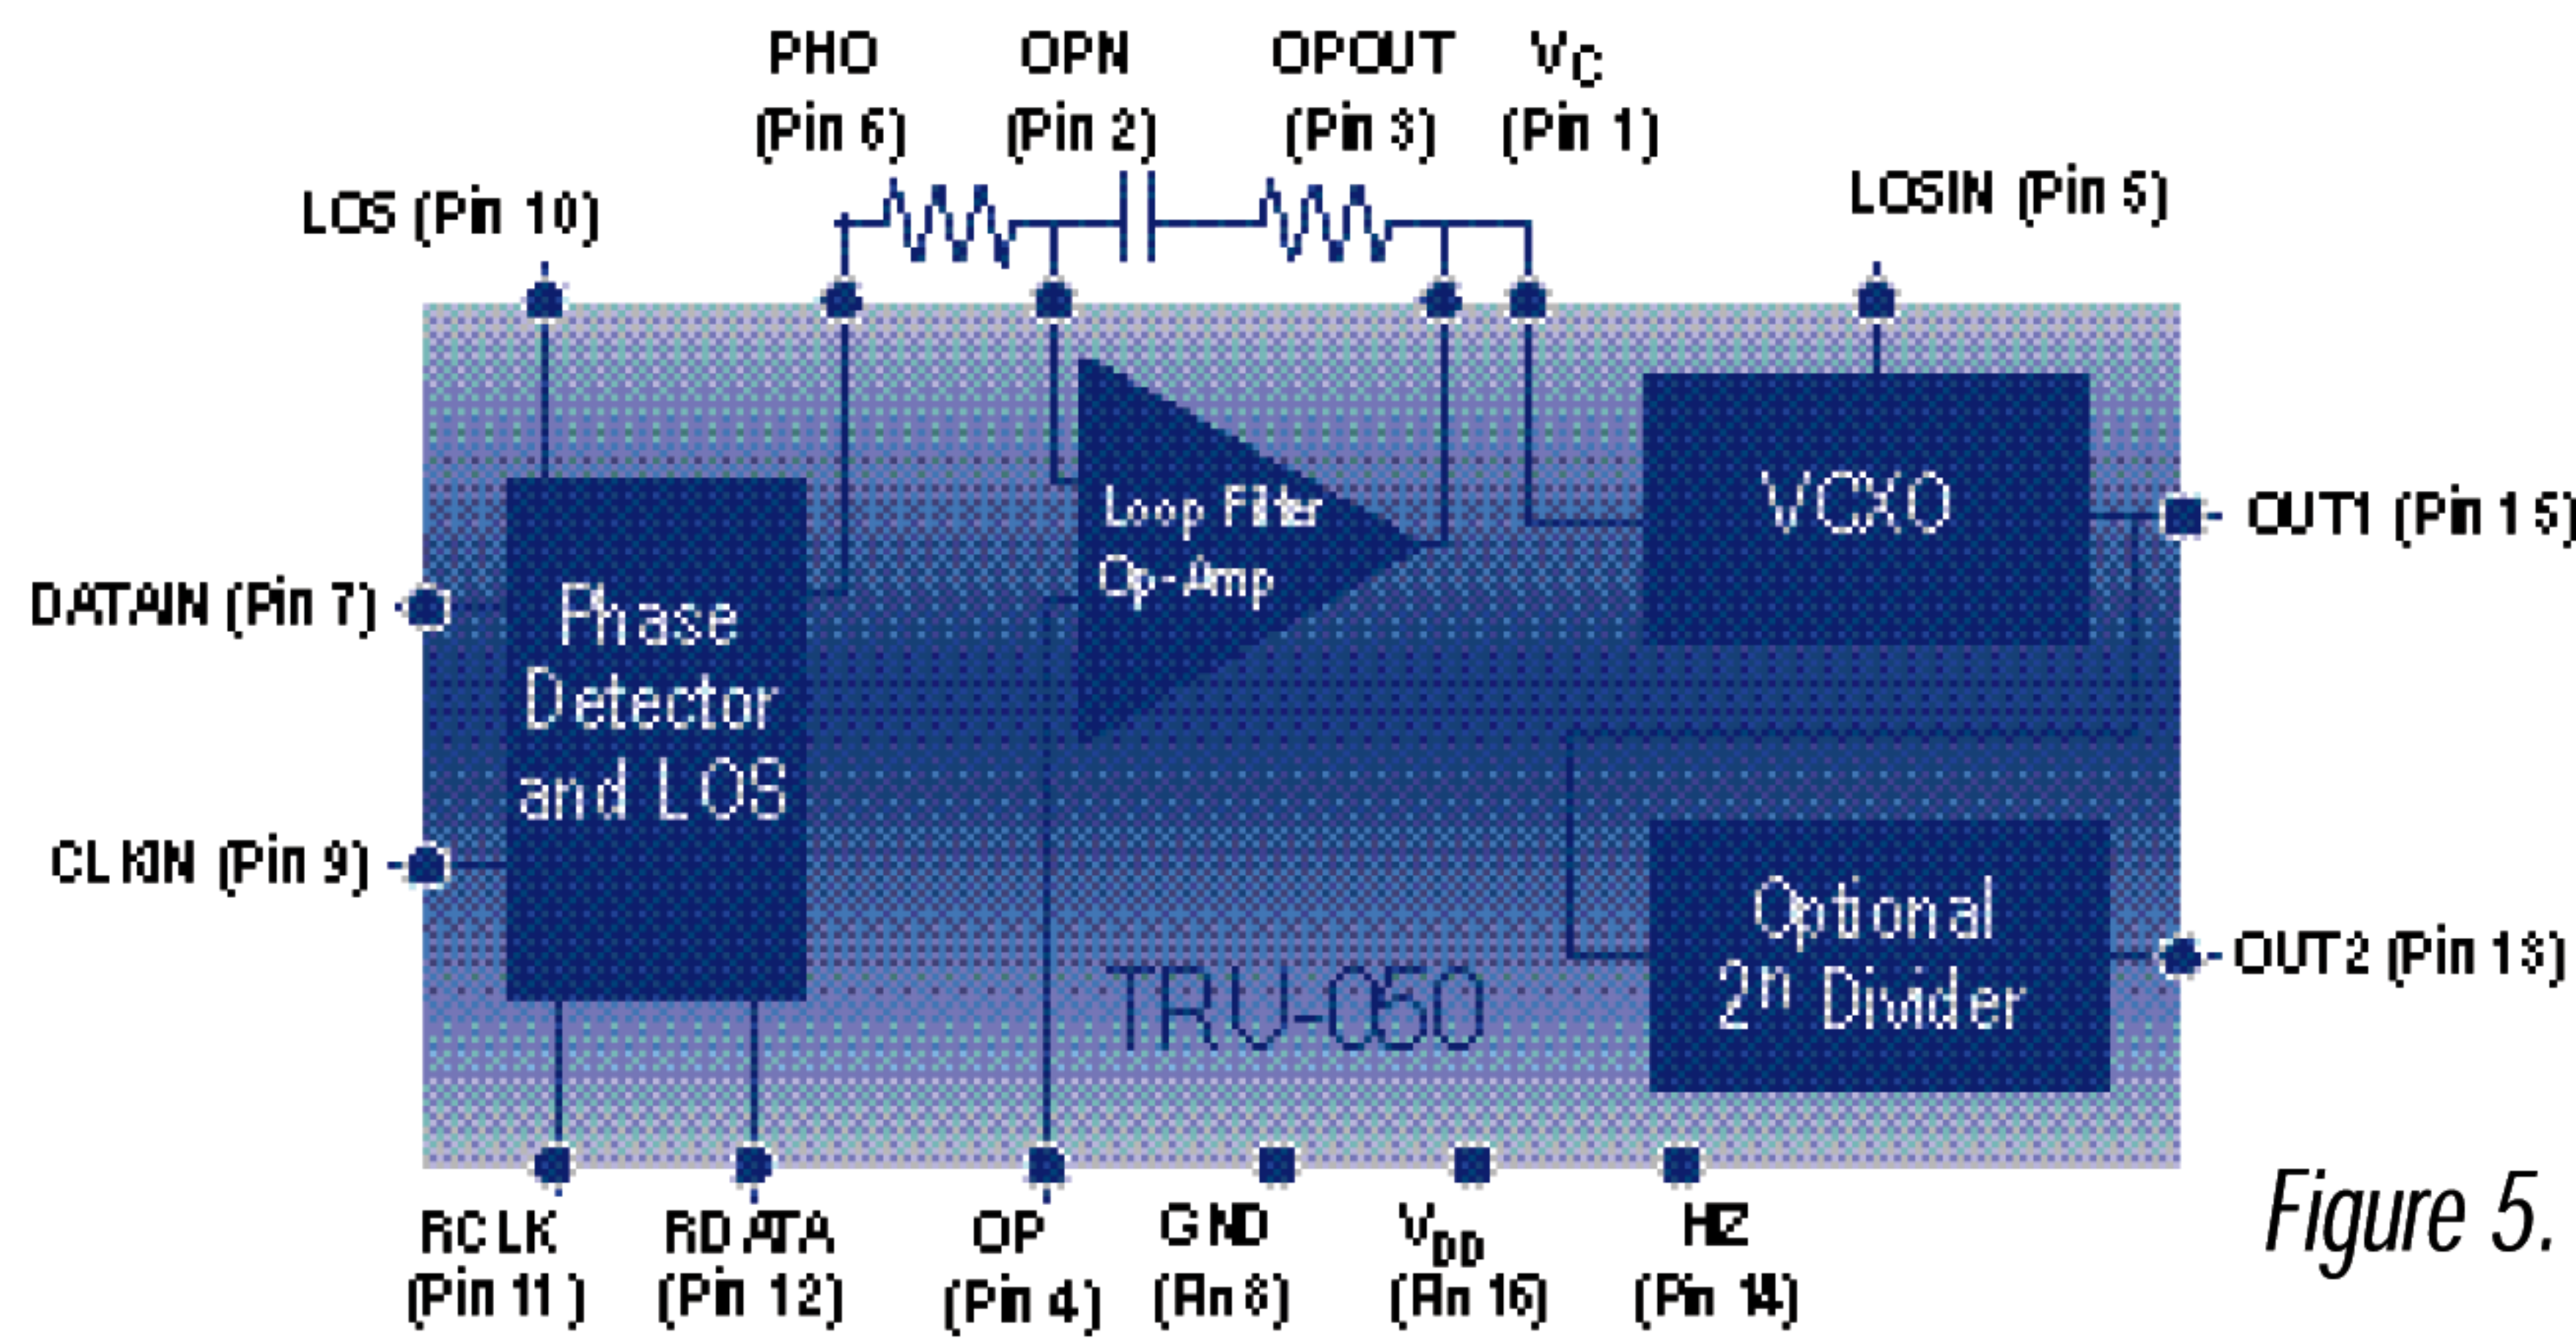 PHO OPN OPOUT VC
(Pin 6) (Pin 2) (Pin 3) (Pin 1)
LOS (Pin 10)
LOSIN (Pin 5)
Loop Filter
Op-Amp
VCXO
OUT1 (Pin 15)
DATAIN (Pin 7)
Phase
Detector
and LOS
CLKIN (Pin 9)
Optional
2ⁿ Divider
OUT2 (Pin 13)
TRU-050
RCLK RDATA OP GND VDD HIZ
(Pin 11) (Pin 12) (Pin 4) (Pin 8) (Pin 16) (Pin 14)
Figure 5.